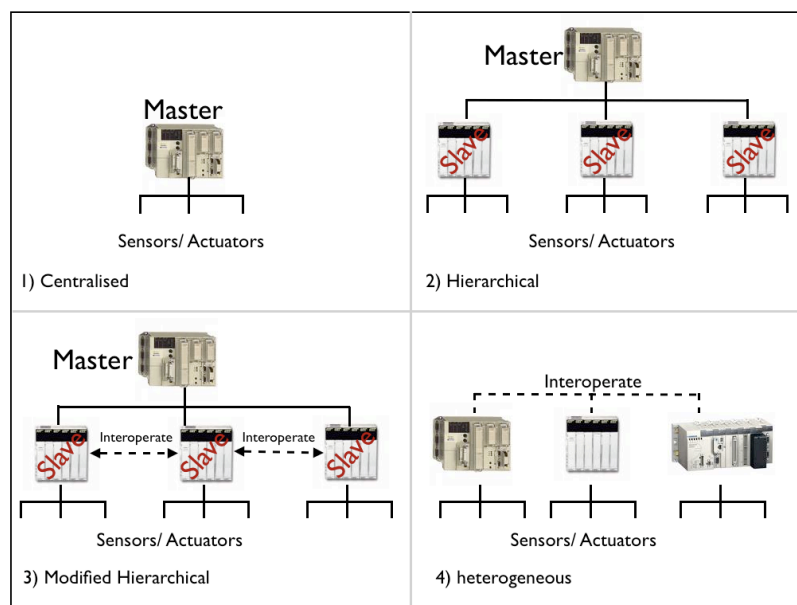 Master
Sensors/ Actuators
1) Centralised
Master
Slave
Slave
Slave
Sensors/ Actuators
2) Hierarchical
Master
Slave
Interoperate
Slave
Interoperate
Slave
Sensors/ Actuators
3) Modified Hierarchical
Interoperate
Sensors/ Actuators
4) heterogeneous